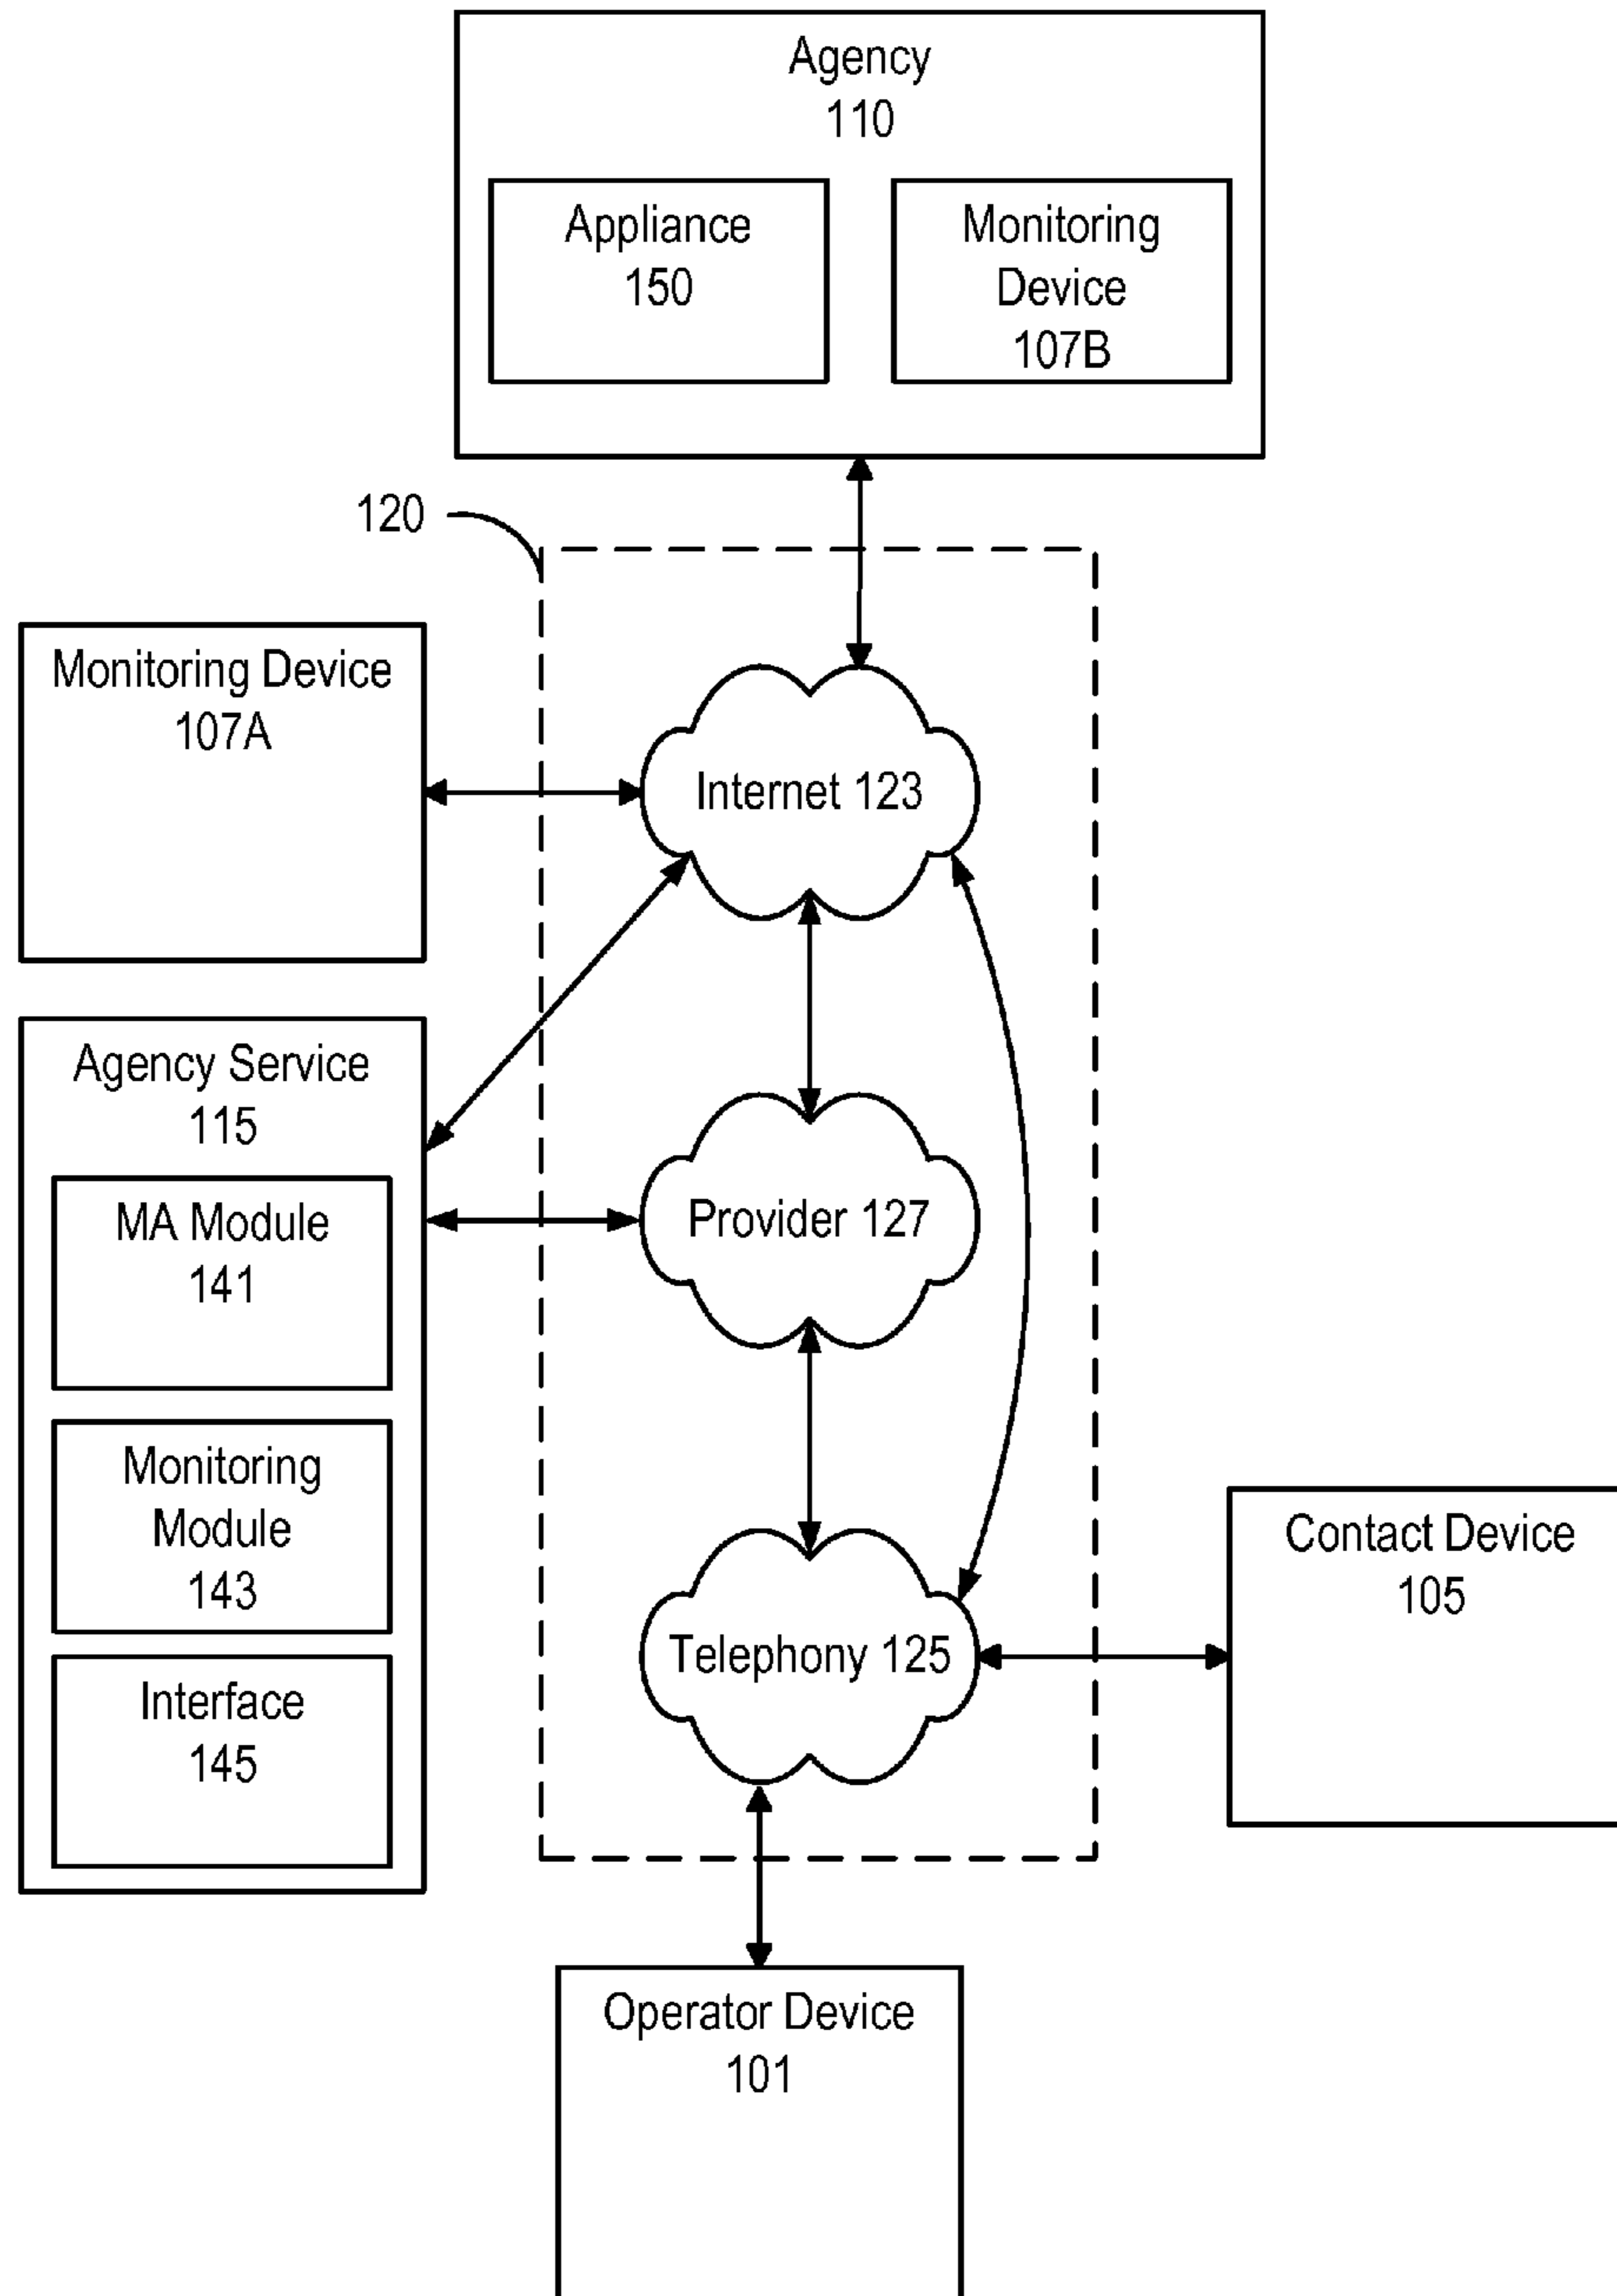 Agency
110
Appliance
150
Monitoring
Device
107B
120
Monitoring Device
107A
Internet 123
Agency Service
115
MA Module
141
Provider 127
Monitoring
Module
143
Contact Device
105
Telephony 125
Interface
145
Operator Device
101